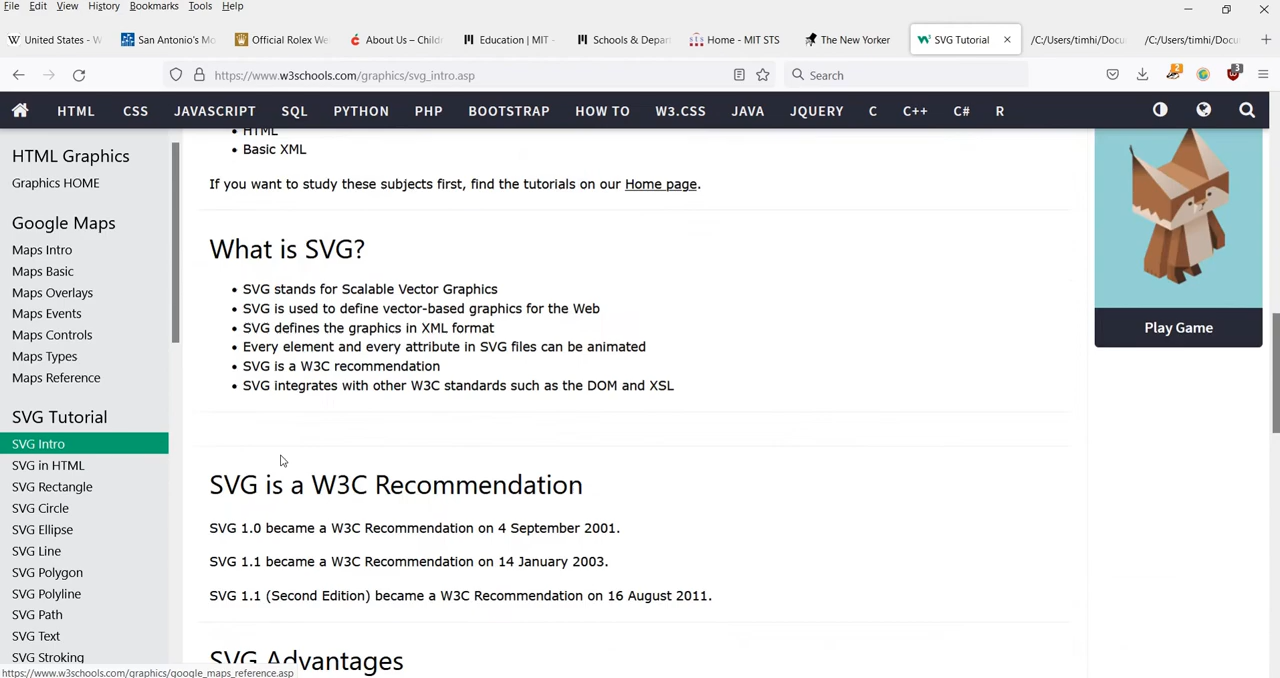 File Edit View History Bookmarks Tools Help
United States - W
San Antonio's Mo
Official Rolex We
About Us – Child
Education | MIT -
Schools & Depar
Home - MIT STS
The New Yorker
SVG Tutorial
/C:/Users/timhi/Docu
/C:/Users/timhi/Docu
https://www.w3schools.com/graphics/svg_intro.asp
Search
2
3
HTML CSS JAVASCRIPT SQL PYTHON PHP BOOTSTRAP HOW TO W3.CSS JAVA JQUERY C C++ C# R
HTML Graphics
Graphics HOME
Google Maps
Maps Intro
Maps Basic
Maps Overlays
Maps Events
Maps Controls
Maps Types
Maps Reference
SVG Tutorial
SVG Intro
SVG in HTML
SVG Rectangle
SVG Circle
SVG Ellipse
SVG Line
SVG Polygon
SVG Polyline
SVG Path
SVG Text
SVG Stroking
• HTML
• Basic XML
If you want to study these subjects first, find the tutorials on our Home page.
What is SVG?
• SVG stands for Scalable Vector Graphics
• SVG is used to define vector-based graphics for the Web
• SVG defines the graphics in XML format
• Every element and every attribute in SVG files can be animated
• SVG is a W3C recommendation
• SVG integrates with other W3C standards such as the DOM and XSL
SVG is a W3C Recommendation
SVG 1.0 became a W3C Recommendation on 4 September 2001.
SVG 1.1 became a W3C Recommendation on 14 January 2003.
SVG 1.1 (Second Edition) became a W3C Recommendation on 16 August 2011.
SVG Advantages
Play Game
https://www.w3schools.com/graphics/google_maps_reference.asp